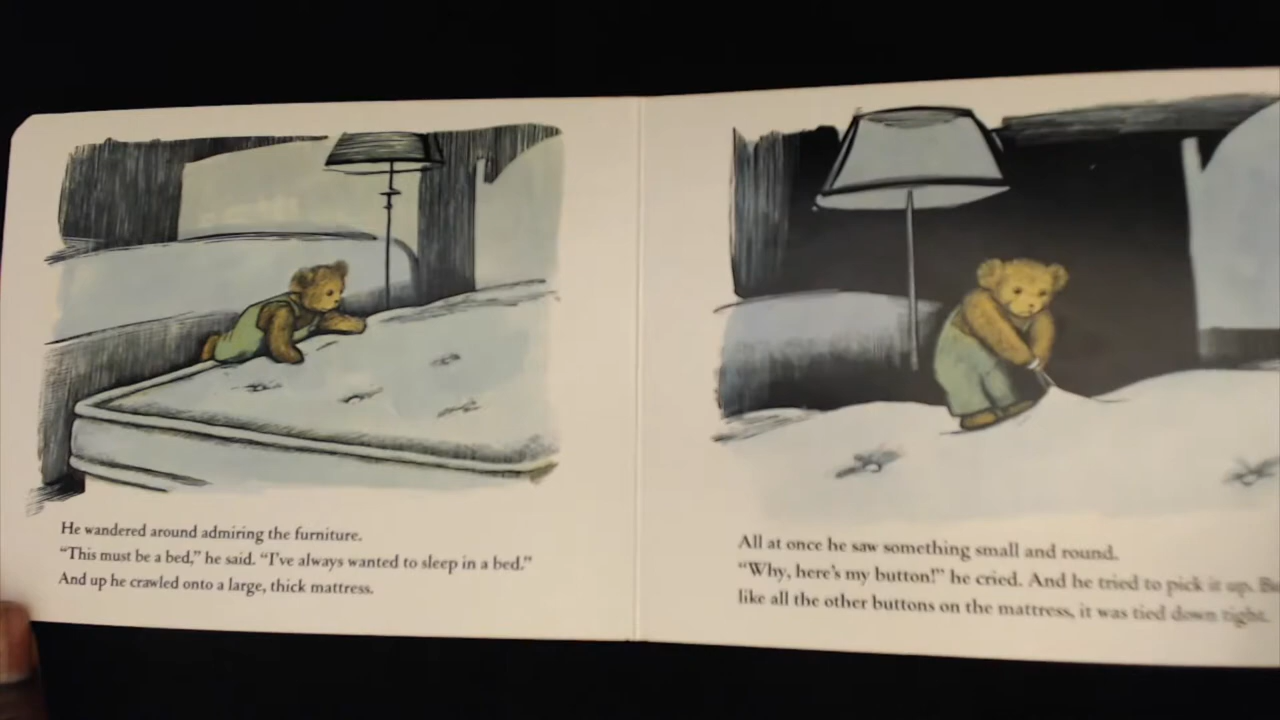 He wandered around admiring the furniture.
“This must be a bed,” he said. “I’ve always wanted to sleep in a bed.”
And up he crawled onto a large, thick mattress.
All at once he saw something small and round.
“Why, here’s my button!” he cried. And he tried to pick it up.
like all the other buttons on the mattress, it was tied down tight.